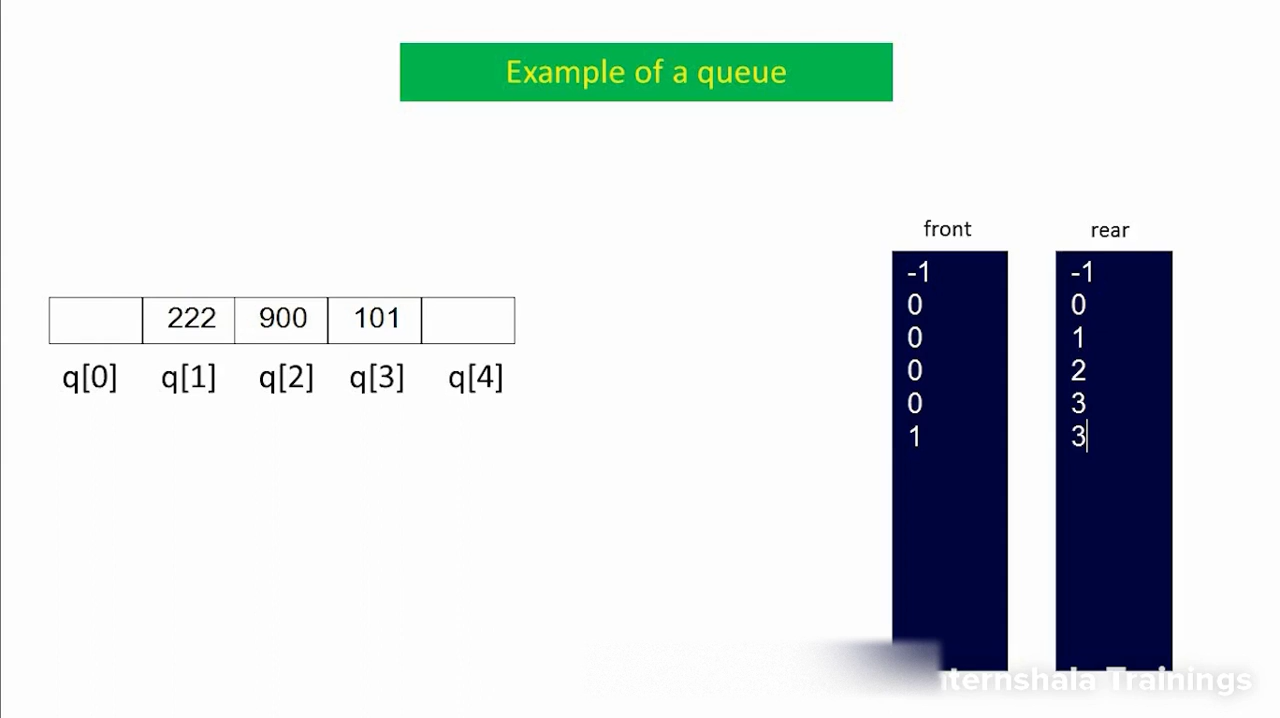 Example of a queue
front rear
-1 -1
0 0
0 1
222 900 101
0 2
q[0] q[1] q[2] q[3] q[4]
0 3
1 3
Trainings